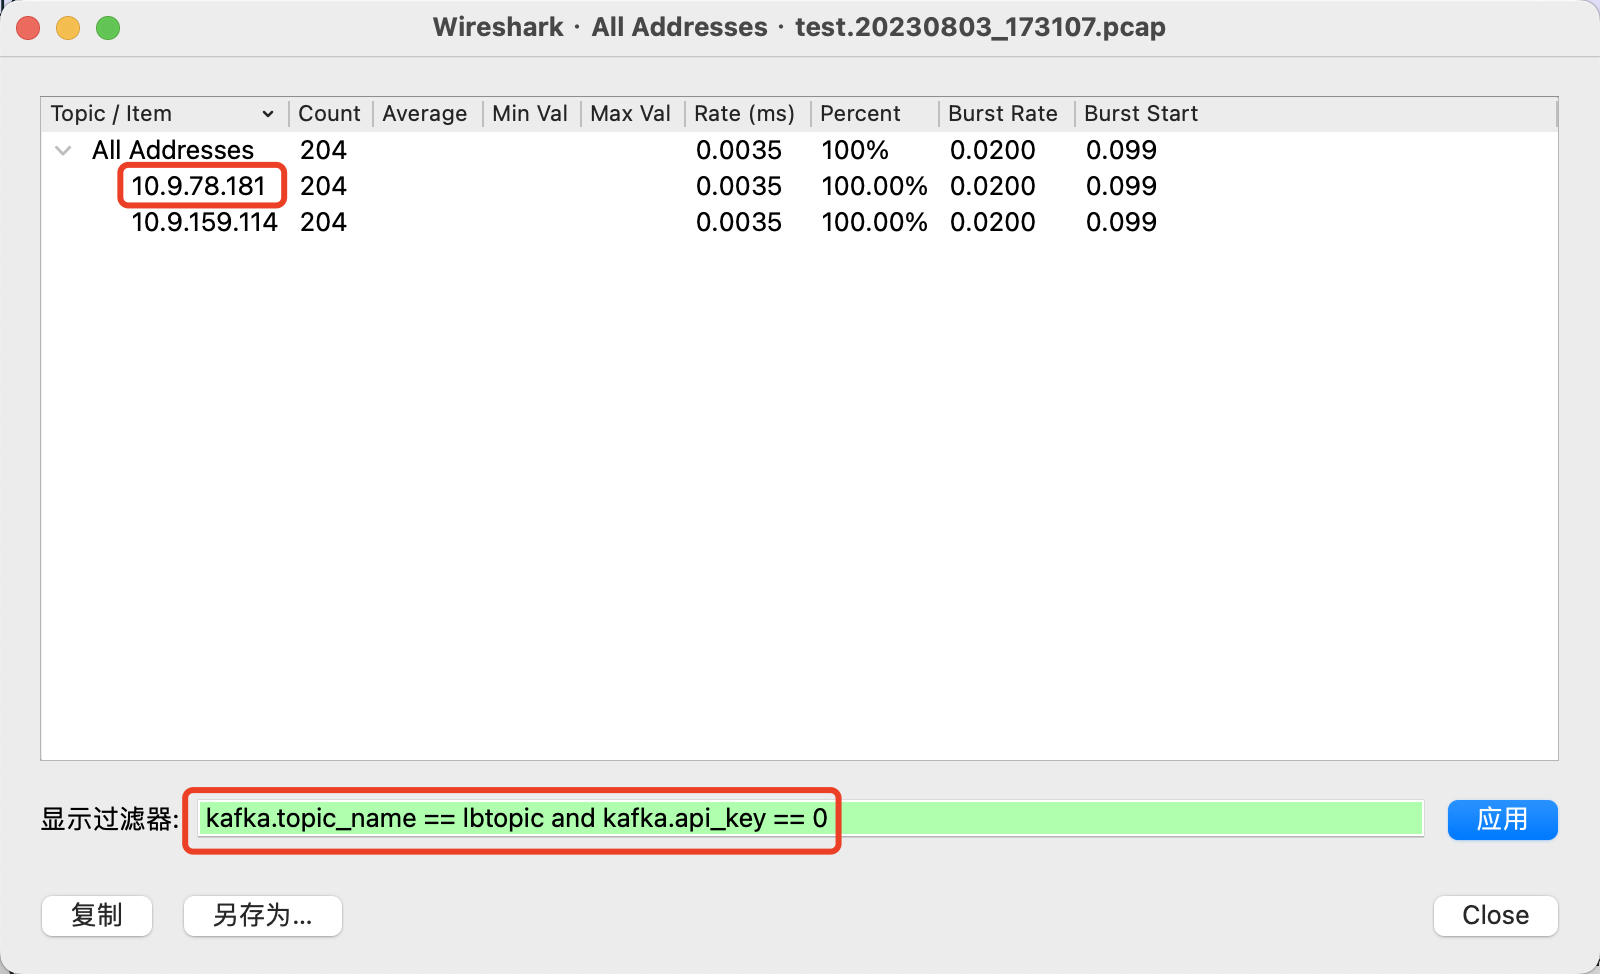 Wireshark · All Addresses · test.20230803_173107.pcap
Topic / Item Count Average Min Val Max Val Rate (ms) Percent Burst Rate Burst Start
All Addresses 204 0.0035 100% 0.0200 0.099
10.9.78.181 204 0.0035 100.00% 0.0200 0.099
10.9.159.114 204 0.0035 100.00% 0.0200 0.099
显示过滤器: kafka.topic_name == lbtopic and kafka.api_key == 0 应用
复制 另存为... Close